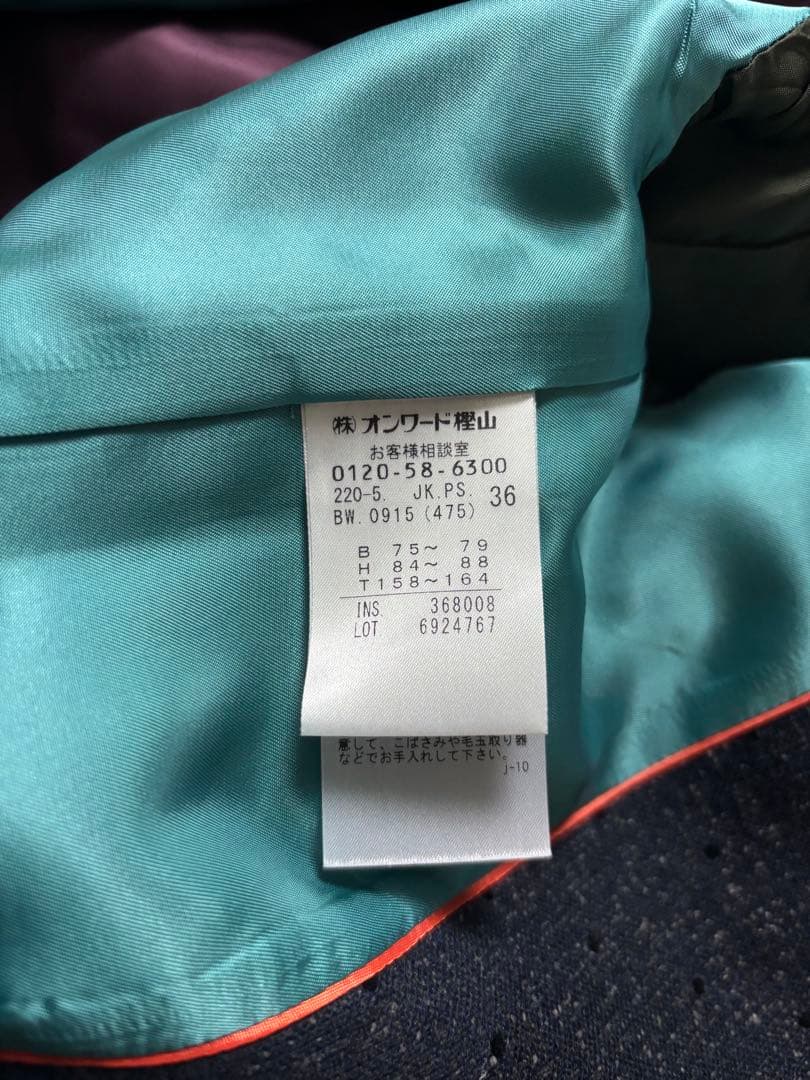 (株)オンワード樫山
お客様相談室
0120-58-6300
220-5. JK.PS. 36
BW.0915(475)
B 75～ 79
H 84～ 88
T158～164
INS 368008
LOT 6924767
意して、こばさみや毛玉取り器
などでお手入れして下さい。
j-10